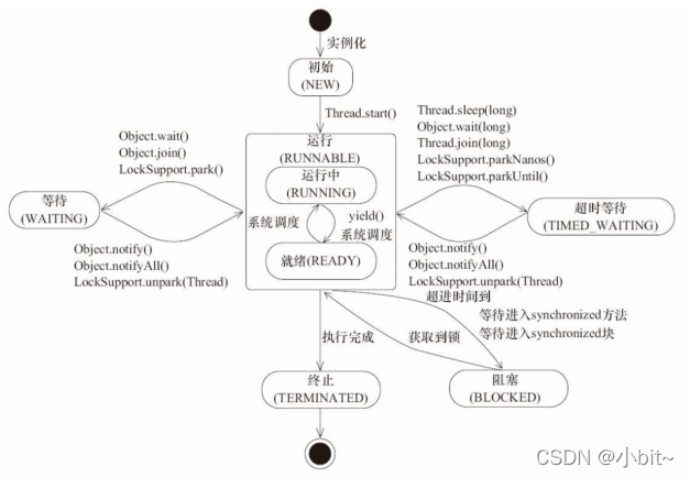 实例化
初始
(NEW)
Thread.start()
Object.wait()
Object.join()
LockSupport.park()
运行
(RUNNABLE)
运行中
(RUNNING)
系统调度
yield()
系统调度
就绪(READY)
Thread.sleep(long)
Object.wait(long)
Thread.join(long)
LockSupport.parkNanos()
LockSupport.parkUntil()
等待
(WAITING)
超时等待
(TIMED_WAITING)
Object.notify()
Object.notifyAll()
LockSupport.unpark(Thread)
Object.notify()
Object.notifyAll()
LockSupport.unpark(Thread)
超进时间到
等待进入synchronized方法
等待进入synchronized块
执行完成
获取到锁
终止
(TERMINATED)
阻塞
(BLOCKED)
CSDN @小bit~